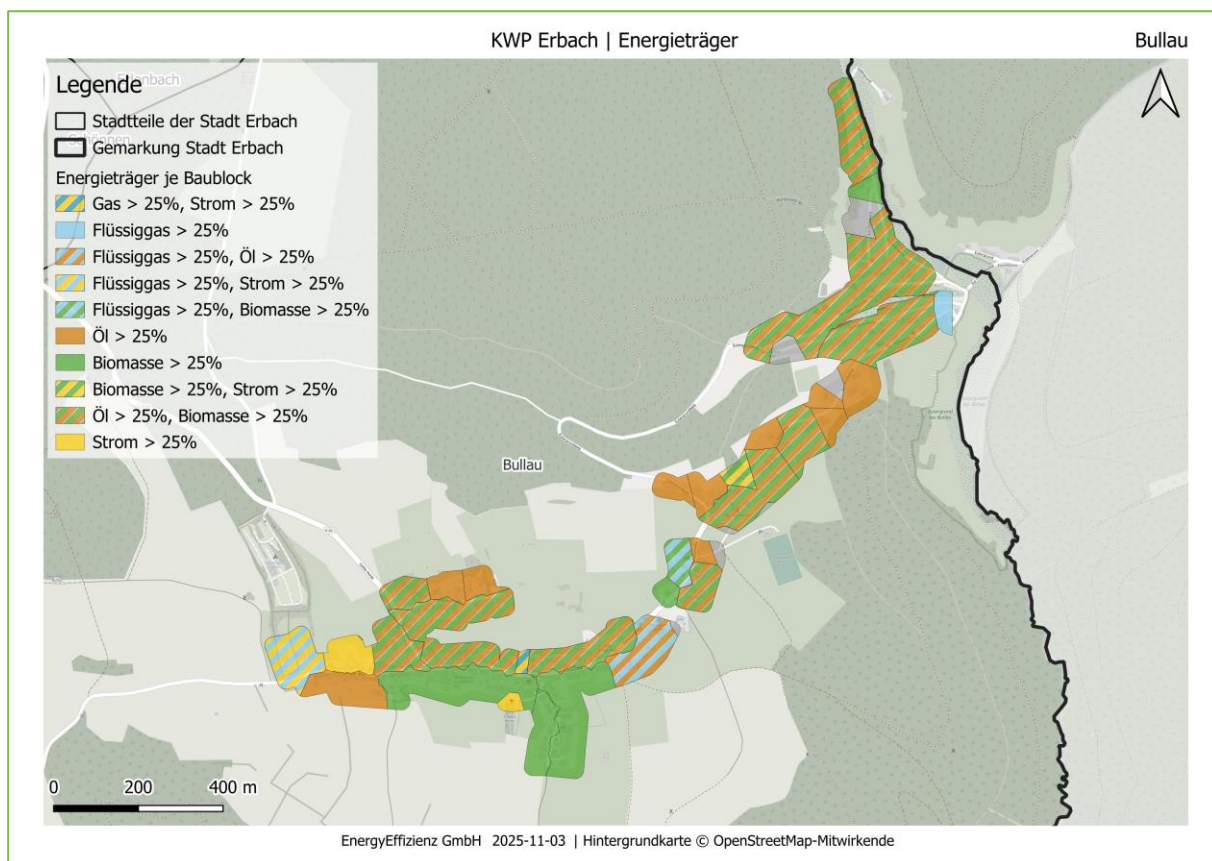 KWP Erbach | Energieträger
Bullau
Legende
Stadtteile der Stadt Erbach
Gemarkung Stadt Erbach
Energieträger je Baublock
Gas > 25%, Strom > 25%
Flüssiggas > 25%
Flüssiggas > 25%, Öl > 25%
Flüssiggas > 25%, Strom > 25%
Flüssiggas > 25%, Biomasse > 25%
Öl > 25%
Biomasse > 25%
Biomasse > 25%, Strom > 25%
Öl > 25%, Biomasse > 25%
Strom > 25%
Bullau
0 200 400 m
EnergyEffizienz GmbH 2025-11-03 | Hintergrundkarte © OpenStreetMap-Mitwirkende